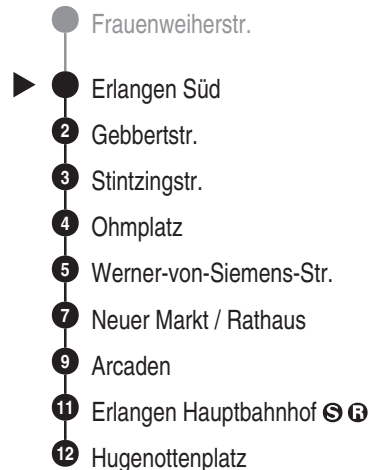 Frauenweiherstr.
Erlangen Süd
2 Gebbertstr.
3 Stintzingstr.
4 Ohmplatz
5 Werner-von-Siemens-Str.
7 Neuer Markt / Rathaus
9 Arcaden
11 Erlangen Hauptbahnhof S R
12 Hugenottenplatz